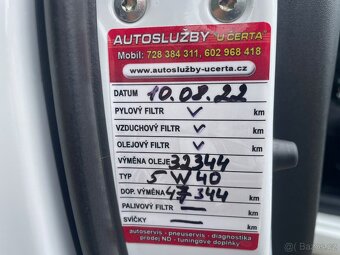 AUTOSLUŽBY U ČERTA
Mobil: 728 384 311, 602 968 418
www.autosluzby-ucerta.cz
DATUM 10.08.22
PYLOVÝ FILTR ✓ km
VZDUCHOVÝ FILTR ✓ km
OLEJOVÝ FILTR ✓ km
VÝMĚNA OLEJE 32344 km
TYP 5W40
DOP. VÝMĚNA 47344 km
PALIVOVÝ FILTR — km
SVÍČKY — km
autoservis - pneuservis - diagnostika
prodej ND - tuningové doplňky